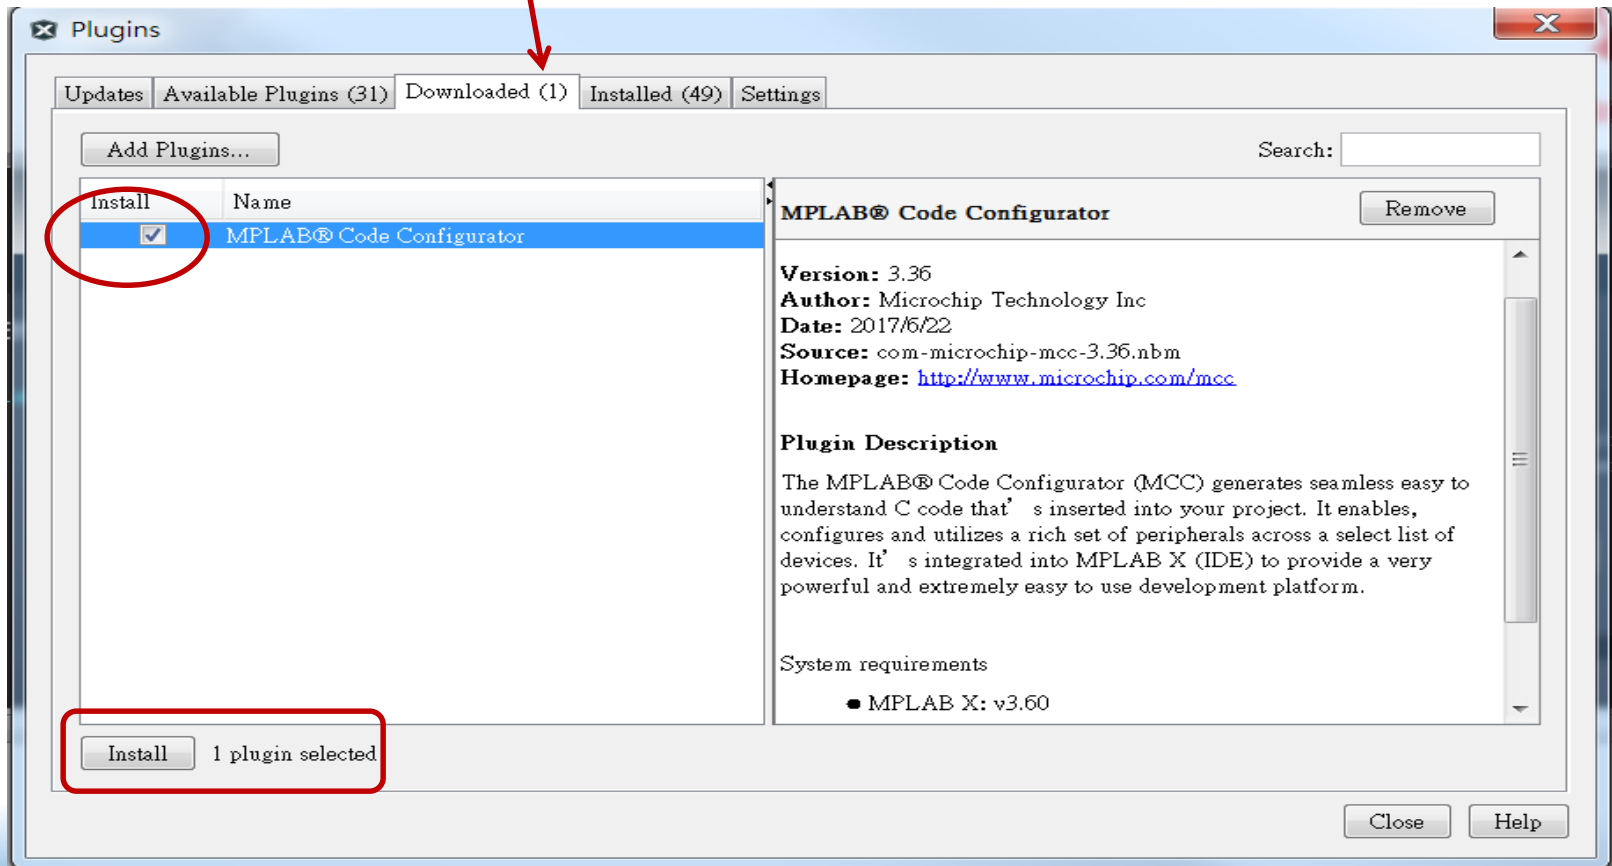 Plugins
Updates Available Plugins (31) Downloaded (1) Installed (49) Settings
Add Plugins... Search:
Install Name
MPLAB® Code Configurator
MPLAB® Code Configurator Remove
Version: 3.36
Author: Microchip Technology Inc
Date: 2017/6/22
Source: com-microchip-mcc-3.36.nbm
Homepage: http://www.microchip.com/mcc
Plugin Description
The MPLAB® Code Configurator (MCC) generates seamless easy to
understand C code that’s inserted into your project. It enables,
configures and utilizes a rich set of peripherals across a select list of
devices. It’s integrated into MPLAB X (IDE) to provide a very
powerful and extremely easy to use development platform.
System requirements
● MPLAB X: v3.60
Install 1 plugin selected
Close Help